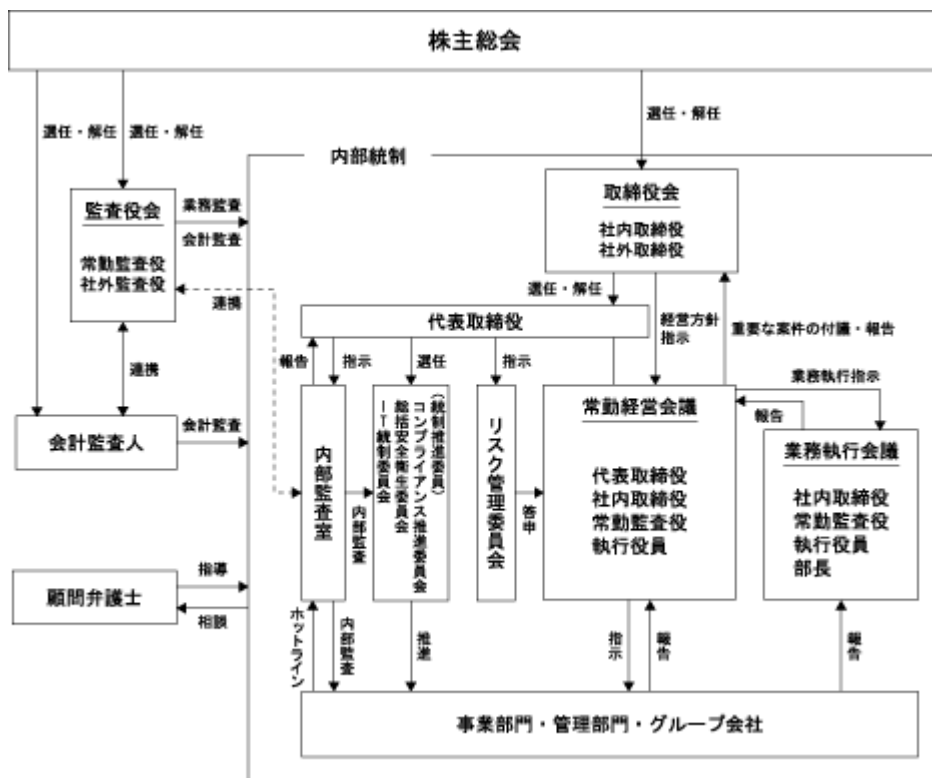 株主総会
選任・解任
選任・解任
選任・解任
内部統制
監査役会
常勤監査役
社外監査役
業務監査
会計監査
取締役会
社内取締役
社外取締役
連携
選任・解任
経営方針
指示
重要な案件の付議・報告
代表取締役
連携
報告
指示
選任
指示
業務執行指示
報告
会計監査人
会計監査
内部監査室
内部監査
(統制推進委員)
コンプライアンス推進委員会
総括安全衛生委員会
IT統制委員会
リスク管理委員会
答申
常勤経営会議
代表取締役
社内取締役
常勤監査役
執行役員
業務執行会議
社内取締役
常勤監査役
執行役員
部長
顧問弁護士
指導
相談
ホットライン
内部監査
推進
指示
報告
報告
事業部門・管理部門・グループ会社